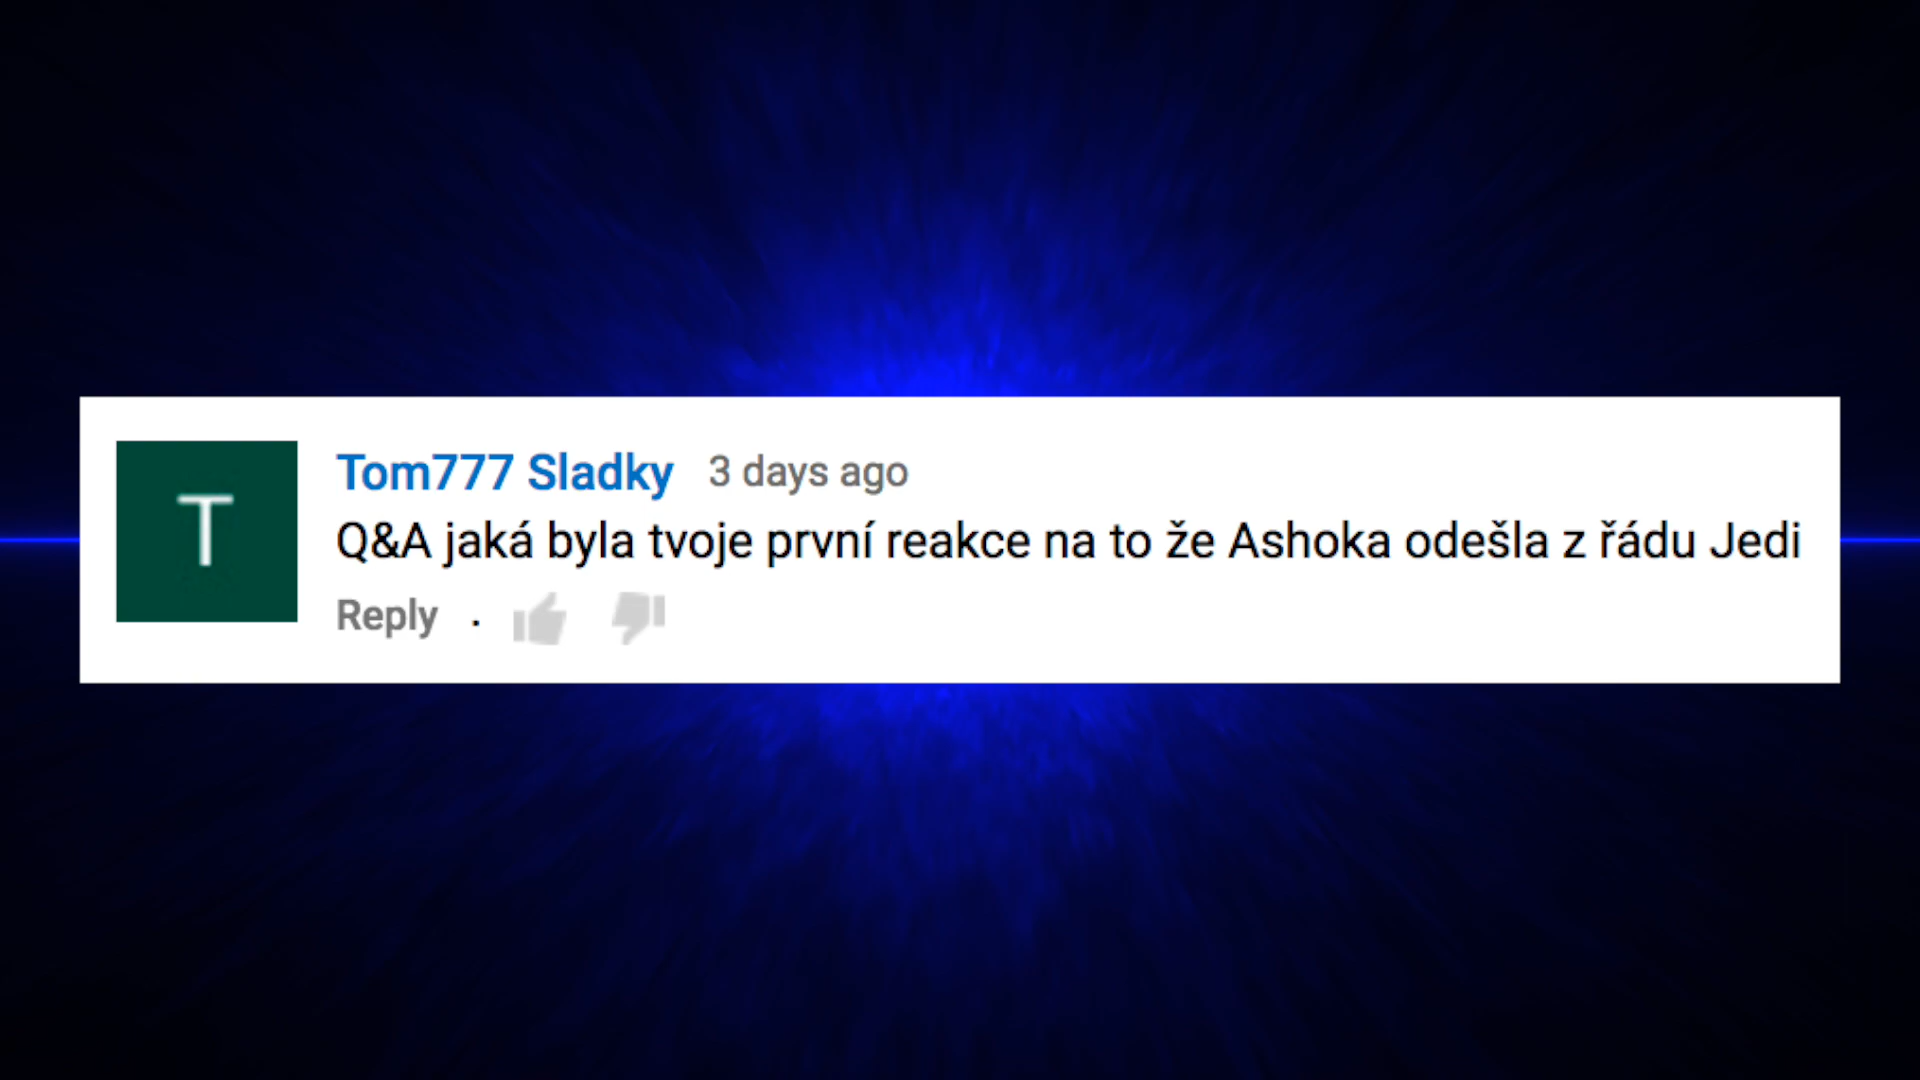 T
Tom777 Sladky 3 days ago
Q&A jaká byla tvoje první reakce na to že Ashoka odešla z řádu Jedi
Reply .